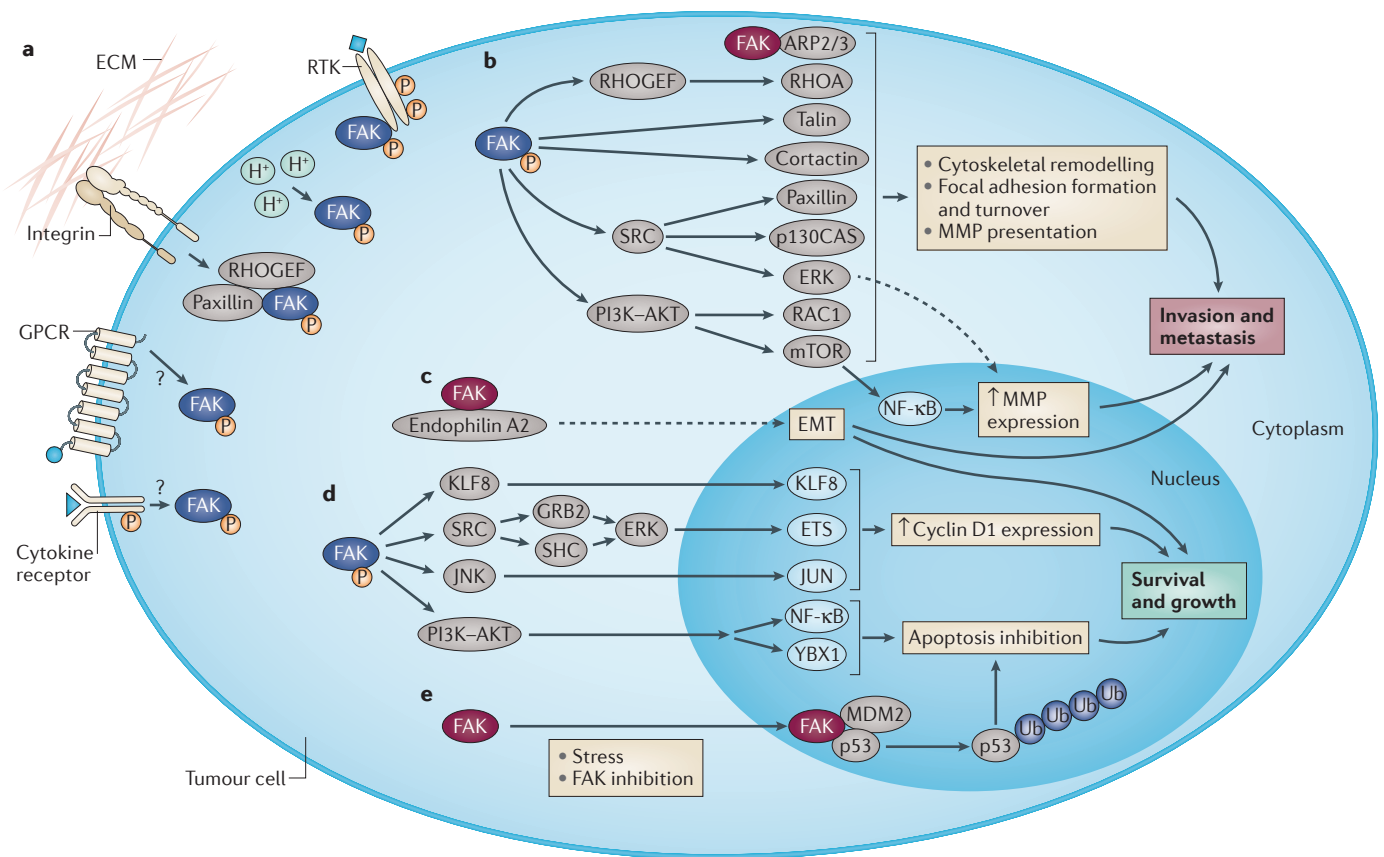 a
ECM
RTK
P
P
FAK
P
H⁺
H⁺
H⁺
FAK
P
Integrin
RHOGEF
Paxillin
FAK
P
GPCR
?
FAK
P
?
P
FAK
P
Cytokine
receptor
Tumour cell
b
FAK
P
RHOGEF
SRC
PI3K–AKT
FAK
ARP2/3
RHOA
Talin
Cortactin
Paxillin
p130CAS
ERK
RAC1
mTOR
• Cytoskeletal remodelling
• Focal adhesion formation
and turnover
• MMP presentation
Invasion and
metastasis
NF-κB
↑MMP
expression
Cytoplasm
Nucleus
c
FAK
Endophilin A2
EMT
d
FAK
P
KLF8
SRC
GRB2
SHC
ERK
JNK
PI3K–AKT
KLF8
ETS
JUN
NF-κB
YBX1
↑Cyclin D1 expression
Apoptosis inhibition
Survival
and growth
e
FAK
• Stress
• FAK inhibition
FAK
MDM2
p53
p53
Ub
Ub
Ub
Ub